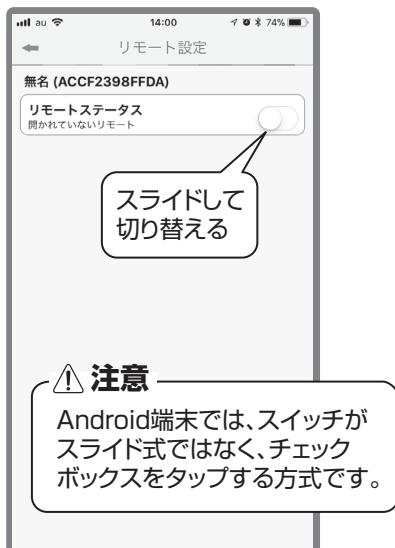 au 14:00 74%
リモート設定
無名 (ACCF2398FFDA)
リモートステータス
開かれていないリモート
スライドして
切り替える
注意
Android端末では、スイッチが
スライド式ではなく、チェック
ボックスをタップする方式です。